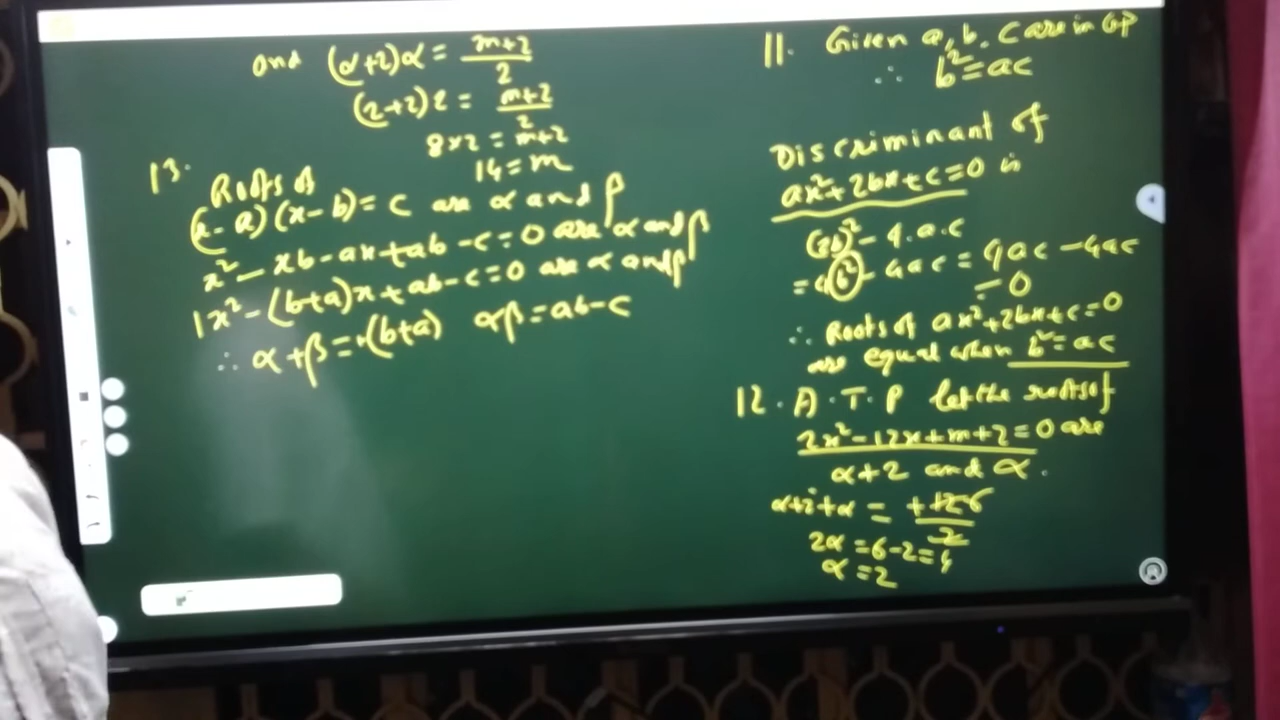 11. Given a, b, c are in GP
∴ b²=ac
Discriminant of
ax²+2bx+c=0 is
(2b)²-4.a.c
=4b²-4ac=4ac-4ac
=0
∴ Roots of ax²+2bx+c=0
are equal when b²=ac
12. A.T.P let the roots of
2x²-12x+m+2=0 are
α+2 and α.
α+2+α = +12 6 / 2
2α=6-2=4
α=2
and (α+2)α = m+2 / 2
(2+2)2 = m+2 / 2
8×2 = m+2
14=m
13. Roots of
(x-a)(x-b)=c are α and β
x²-xb-ax+ab-c=0 are α and β
1x²-(b+a)x+ab-c=0 are α and β
∴ α+β=+(b+a) αβ=ab-c